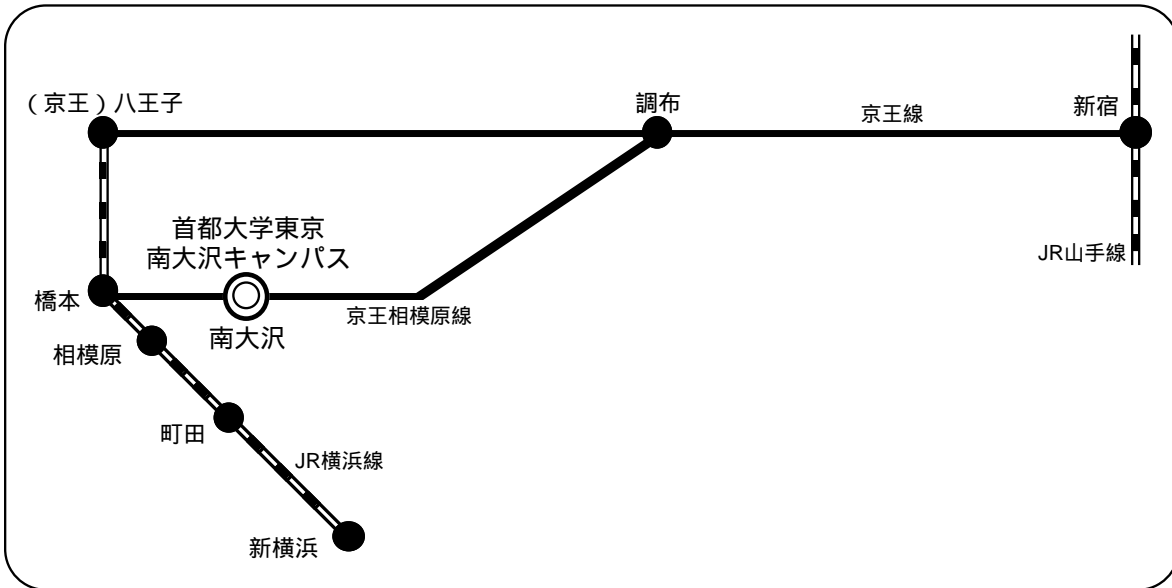 （京王）八王子
調布
京王線
新宿
首都大学東京
南大沢キャンパス
JR山手線
橋本
南大沢
京王相模原線
相模原
町田
JR横浜線
新横浜